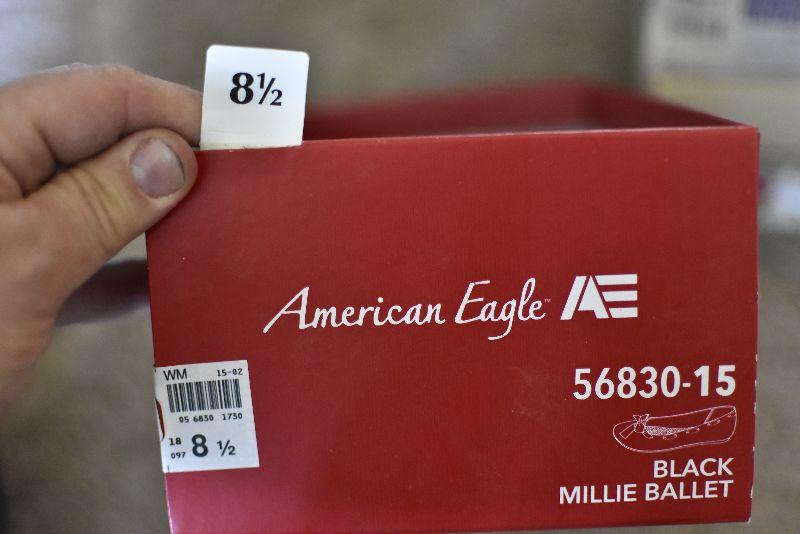 8½
American Eagle™ AE
56830-15
BLACK
MILLIE BALLET
WM 15-02
05 6830 1730
18
097 8 ½